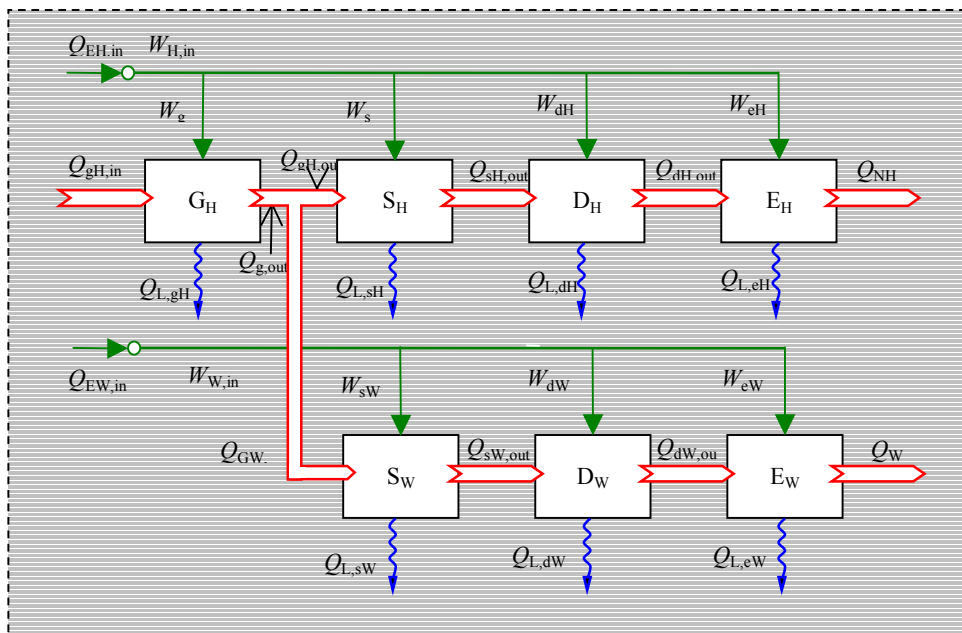 QEH,in WH,in
Wg Ws WdH WeH
QgH,in QgH,ou QsH,out QdH,out QNH
GH SH DH EH
Qg,out
QL,gH QL,sH QL,dH QL,eH
QEW,in WW,in WsW WdW WeW
QGW. QsW,out QdW,ou QW
SW DW EW
QL,sW QL,dW QL,eW